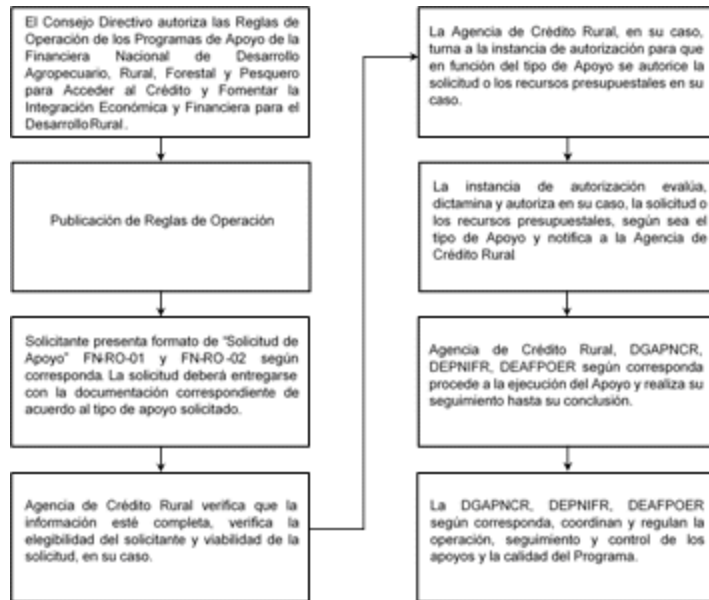 El Consejo Directivo autoriza las Reglas de
Operación de los Programas de Apoyo de la
Financiera Nacional de Desarrollo
Agropecuario, Rural, Forestal y Pesquero
para Acceder al Crédito y Fomentar la
Integración Económica y Financiera para el
Desarrollo Rural.
Publicación de Reglas de Operación
Solicitante presenta formato de "Solicitud de
Apoyo" FN-RO-01 y FN-RO-02 según
corresponda. La solicitud deberá entregarse
con la documentación correspondiente de
acuerdo al tipo de apoyo solicitado.
Agencia de Crédito Rural verifica que la
información esté completa, verifica la
elegibilidad del solicitante y viabilidad de la
solicitud, en su caso.
La Agencia de Crédito Rural, en su caso,
turna a la instancia de autorización para que
en función del tipo de Apoyo se autorice la
solicitud o los recursos presupuestales en su
caso.
La instancia de autorización evalúa,
dictamina y autoriza en su caso, la solicitud o
los recursos presupuestales, según sea el
tipo de Apoyo y notifica a la Agencia de
Crédito Rural
Agencia de Crédito Rural, DGAPNCR,
DEPNIFR, DEAFPOER según corresponda
procede a la ejecución del Apoyo y realiza su
seguimiento hasta su conclusión.
La DGAPNCR, DEPNIFR, DEAFPOER
según corresponda, coordinan y regulan la
operación, seguimiento y control de los
apoyos y la calidad del Programa.